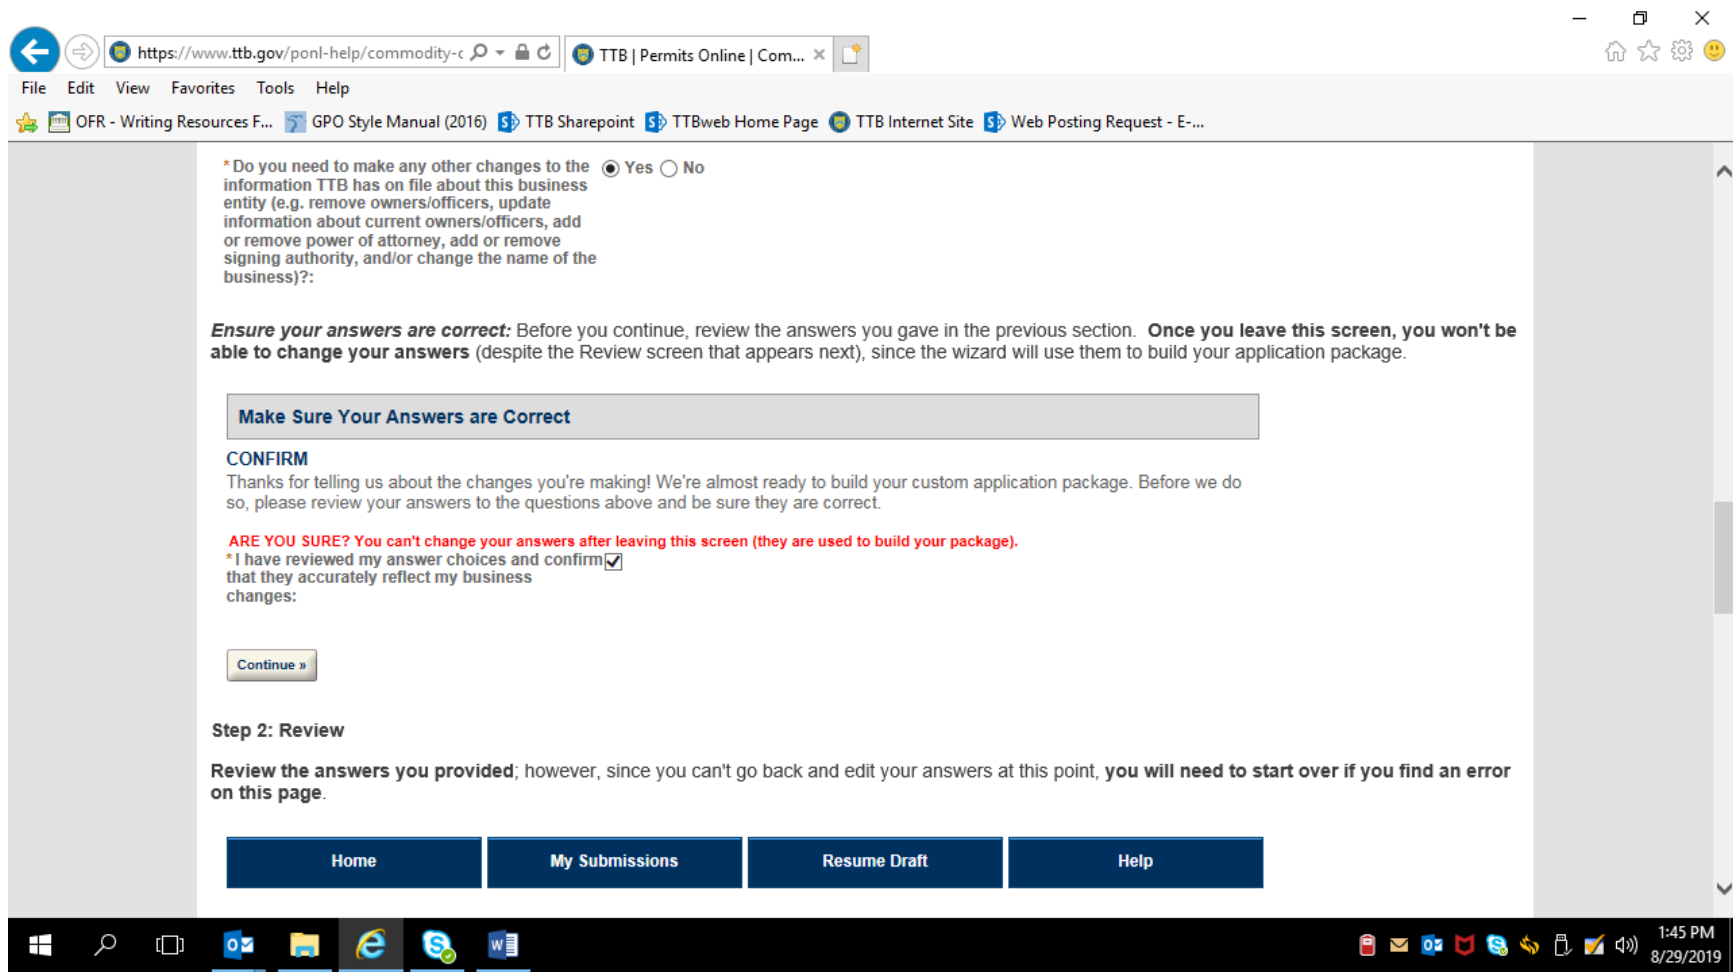 https://www.ttb.gov/ponl-help/commodity-c
TTB | Permits Online | Com...
File Edit View Favorites Tools Help
OFR - Writing Resources F... GPO Style Manual (2016) TTB Sharepoint TTBweb Home Page TTB Internet Site Web Posting Request - E-...
* Do you need to make any other changes to the Yes No
information TTB has on file about this business
entity (e.g. remove owners/officers, update
information about current owners/officers, add
or remove power of attorney, add or remove
signing authority, and/or change the name of the
business)?:
Ensure your answers are correct: Before you continue, review the answers you gave in the previous section. Once you leave this screen, you won't be
able to change your answers (despite the Review screen that appears next), since the wizard will use them to build your application package.
Make Sure Your Answers are Correct
CONFIRM
Thanks for telling us about the changes you're making! We're almost ready to build your custom application package. Before we do
so, please review your answers to the questions above and be sure they are correct.
ARE YOU SURE? You can't change your answers after leaving this screen (they are used to build your package).
* I have reviewed my answer choices and confirm
that they accurately reflect my business
changes:
Continue »
Step 2: Review
Review the answers you provided; however, since you can't go back and edit your answers at this point, you will need to start over if you find an error
on this page.
Home My Submissions Resume Draft Help
1:45 PM
8/29/2019